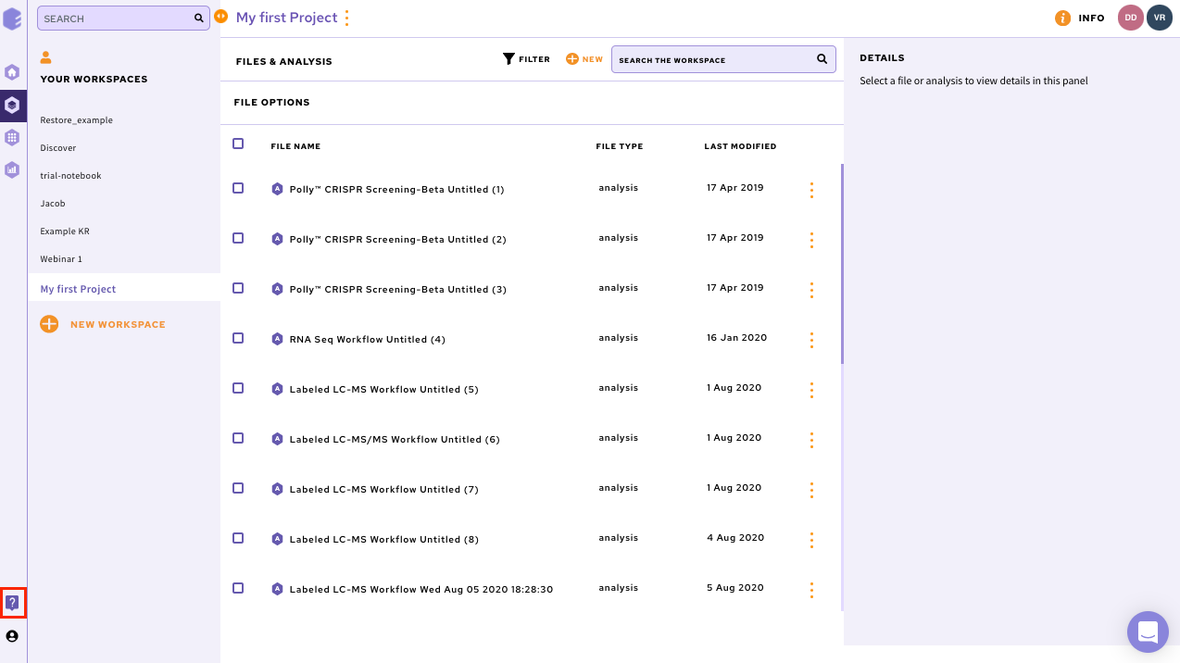 SEARCH
My first Project
INFO
DD
VR
YOUR WORKSPACES
Restore_example
Discover
trial-notebook
Jacob
Example KR
Webinar 1
My first Project
NEW WORKSPACE
FILES & ANALYSIS
FILTER
NEW
SEARCH THE WORKSPACE
FILE OPTIONS
FILE NAME FILE TYPE LAST MODIFIED
A Polly™ CRISPR Screening-Beta Untitled (1) analysis 17 Apr 2019
A Polly™ CRISPR Screening-Beta Untitled (2) analysis 17 Apr 2019
A Polly™ CRISPR Screening-Beta Untitled (3) analysis 17 Apr 2019
A RNA Seq Workflow Untitled (4) analysis 16 Jan 2020
A Labeled LC-MS Workflow Untitled (5) analysis 1 Aug 2020
A Labeled LC-MS/MS Workflow Untitled (6) analysis 1 Aug 2020
A Labeled LC-MS Workflow Untitled (7) analysis 1 Aug 2020
A Labeled LC-MS Workflow Untitled (8) analysis 4 Aug 2020
A Labeled LC-MS Workflow Wed Aug 05 2020 18:28:30 analysis 5 Aug 2020
DETAILS
Select a file or analysis to view details in this panel
?